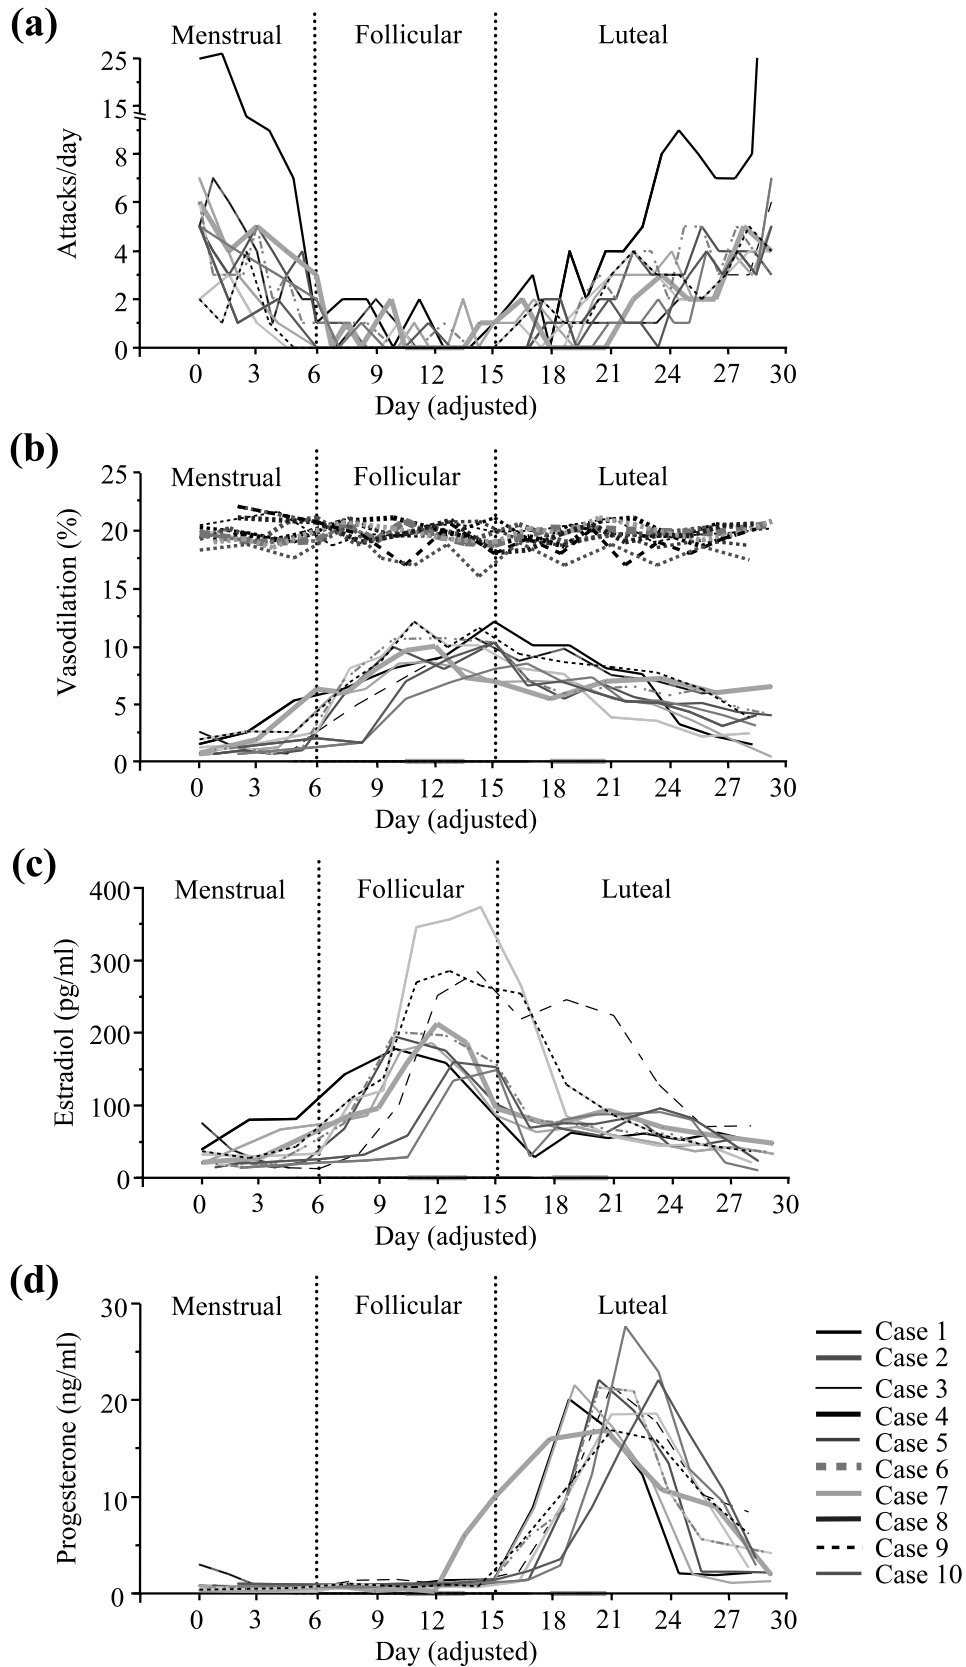 (a)
Menstrual Follicular Luteal
25
15
8
6
4
2
0
Attacks/day
0 3 6 9 12 15 18 21 24 27 30
Day (adjusted)
(b)
Menstrual Follicular Luteal
25
20
15
10
5
0
Vasodilation (%)
0 3 6 9 12 15 18 21 24 27 30
Day (adjusted)
(c)
Menstrual Follicular Luteal
400
300
200
100
0
Estradiol (pg/ml)
0 3 6 9 12 15 18 21 24 27 30
Day (adjusted)
(d)
Menstrual Follicular Luteal
30
20
10
0
Progesterone (ng/ml)
0 3 6 9 12 15 18 21 24 27 30
Day (adjusted)
Case 1
Case 2
Case 3
Case 4
Case 5
Case 6
Case 7
Case 8
Case 9
Case 10